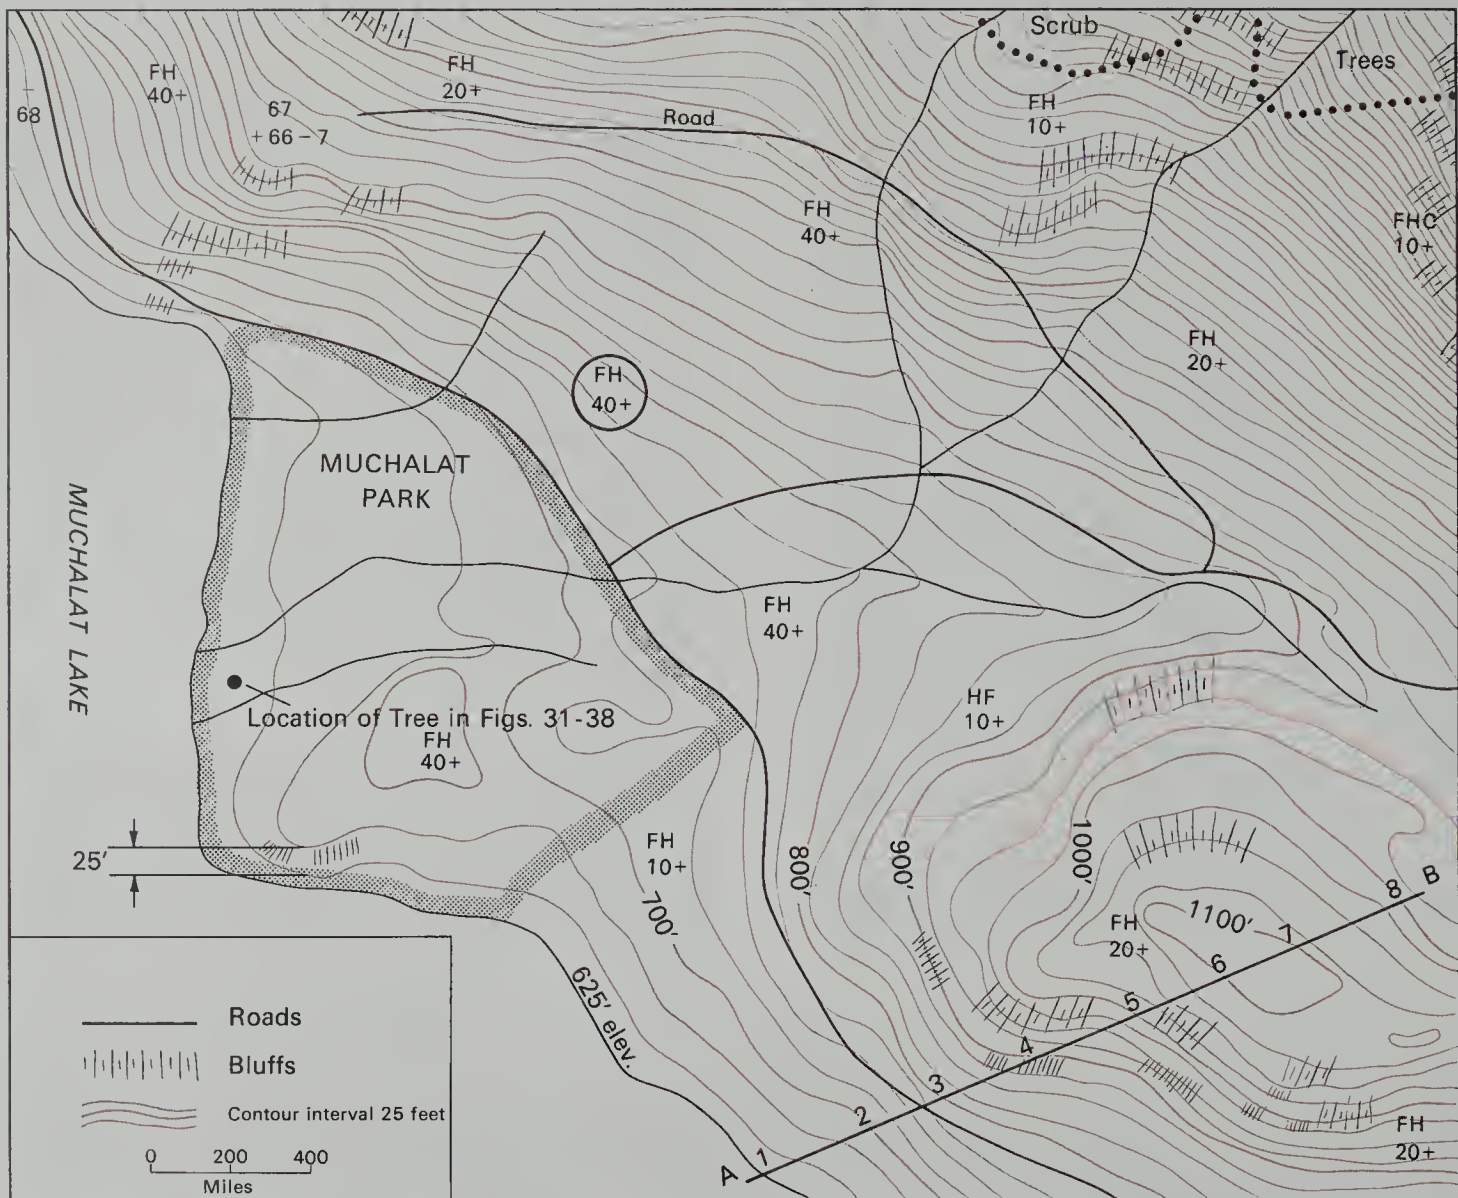 Scrub
Trees
FH
40+
FH
20+
68
67
+66-7
Road
FH
10+
FH
40+
FHC
10+
FH
20+
FH
40+
MUCHALAT
PARK
MUCHALAT LAKE
FH
40+
HF
10+
Location of Tree in Figs. 31-38
FH
40+
25'
FH
10+
700'
800'
900'
1000'
1100'
FH
20+
625' elev.
A 1 2 3 4 5 6 7 8 B
FH
20+
Roads
Bluffs
Contour interval 25 feet
0 200 400
Miles